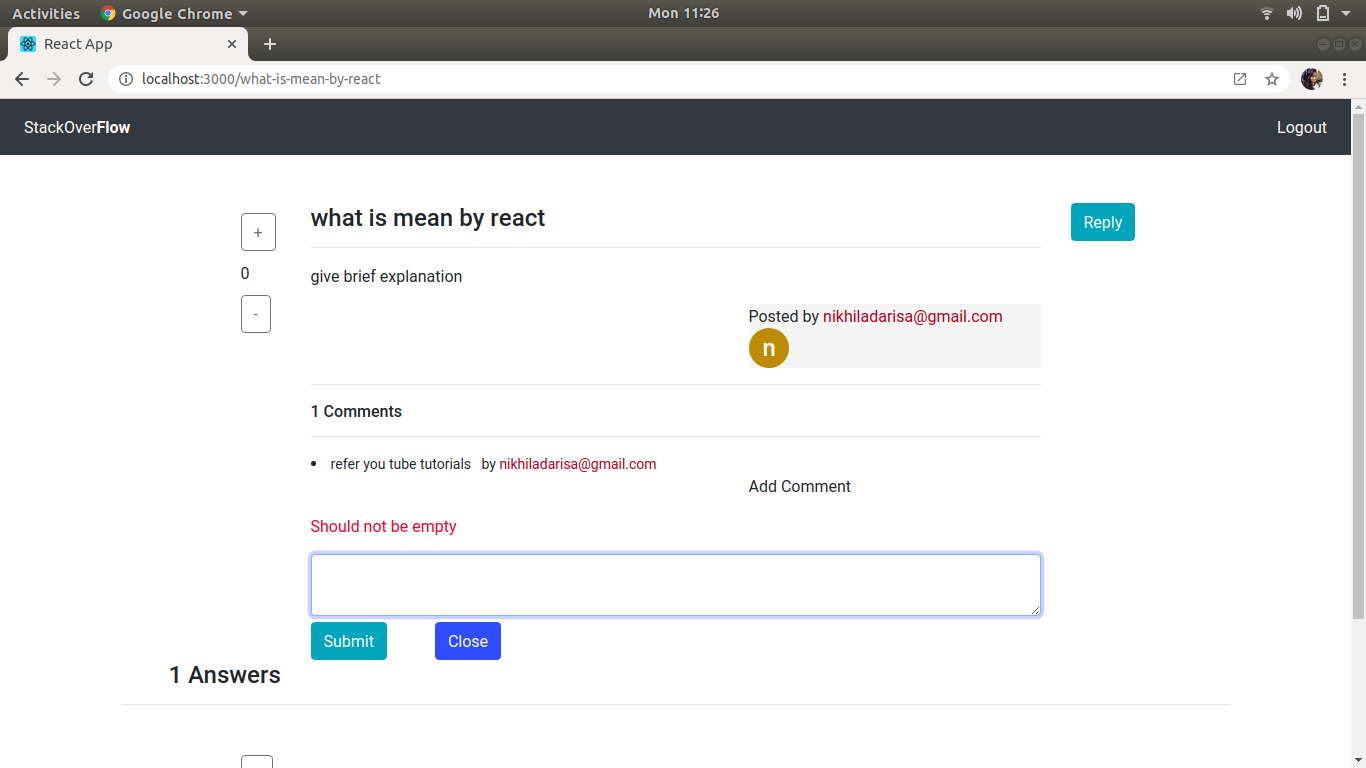 Activities Google Chrome Mon 11:26
React App
localhost:3000/what-is-mean-by-react
StackOverFlow Logout
+ what is mean by react Reply
0 give brief explanation
-
Posted by nikhiladarisa@gmail.com
n
1 Comments
refer you tube tutorials by nikhiladarisa@gmail.com
Add Comment
Should not be empty
Submit Close
1 Answers